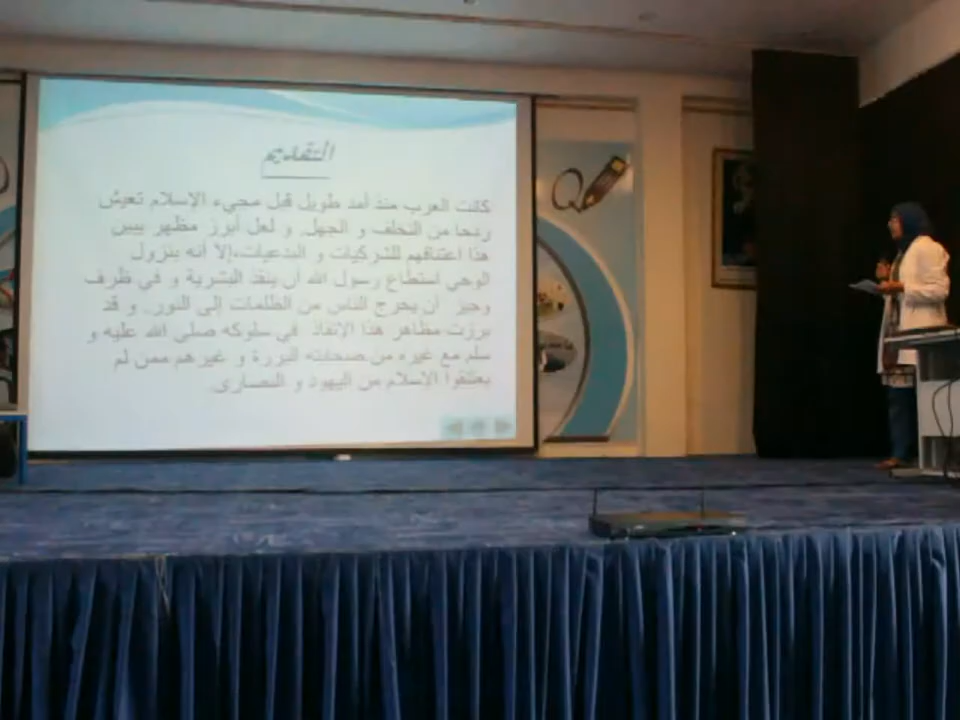 التقديم
كانت العرب منذ أمد طويل قبل مجيء الإسلام تعيش
ردحا من التخلف و الجهل. و لعل أبرز مظهر يبين
هذا اعتناقهم للشركيات و البدعيات،إلا أنه بنزول
الوحي استطاع رسول الله أن ينقذ البشرية و في ظرف
وجيز أن يخرج الناس من الظلمات إلى النور. و قد
برزت مظاهر هذا الإنقاذ في سلوكه صلى الله عليه و
سلم مع غيره من صحابته البررة و غيرهم ممن لم
يعتنقوا الاسلام من اليهود و النصارى.